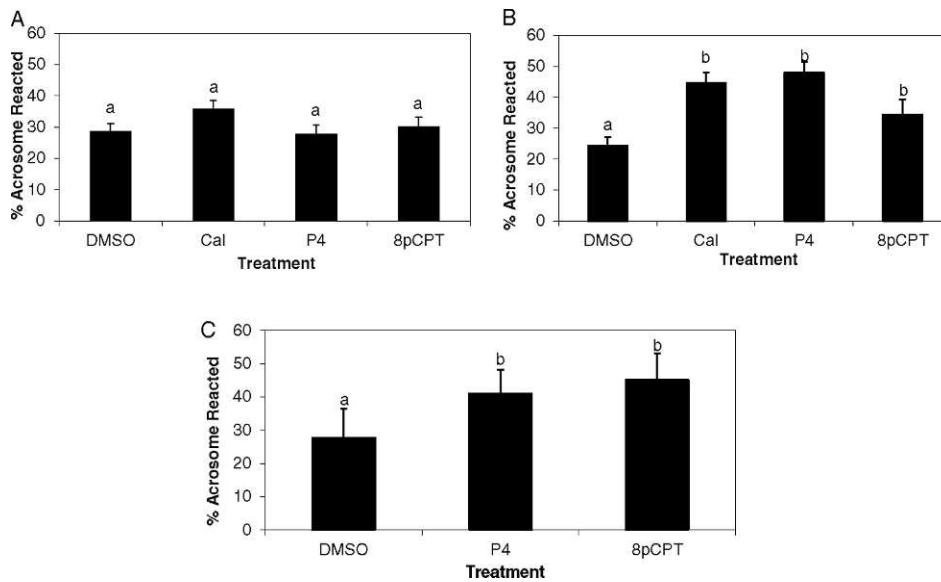 A
% Acrosome Reacted
60
50
40
30
20
10
0
a
a
a
a
DMSO
Cal
P4
8pCPT
Treatment
B
% Acrosome Reacted
60
50
40
30
20
10
0
a
b
b
b
DMSO
Cal
P4
8pCPT
Treatment
C
% Acrosome Reacted
60
50
40
30
20
10
0
a
b
b
DMSO
P4
8pCPT
Treatment